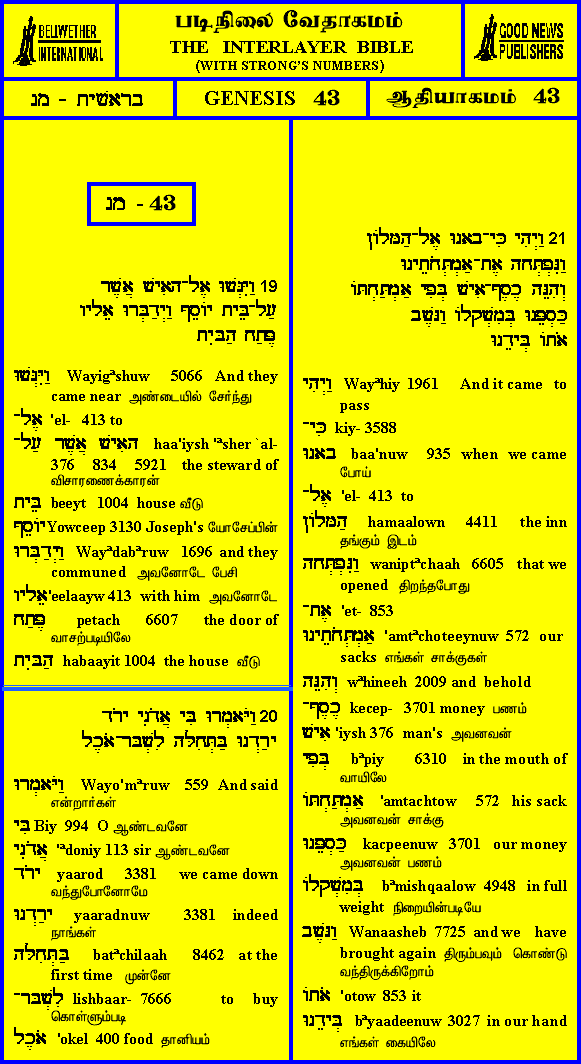 BELLWETHER
INTERNATIONAL
படிநிலை வேதாகமம்
THE INTERLAYER BIBLE
(WITH STRONG'S NUMBERS)
GOOD NEWS
PUBLISHERS
בראשית - מג
GENESIS 43
ஆதியாகமம் 43
43 - מג
19 וַיִּגְּשׁוּ אֶל־הָאִישׁ אֲשֶׁר
עַל־בֵּית יוֹסֵף וַיְדַבְּרוּ אֵלָיו
פֶּתַח הַבָּיִת
וַיִּגְּשׁוּ Wayigᵃshuw 5066 And they
came near அண்டையில் சேர்ந்து
אֶל־ 'el- 413 to
הָאִישׁ אֲשֶׁר עַל־ haa'iysh 'ᵃsher `al-
376 834 5921 the steward of
விசாரணைக்காரன்
בֵּית beeyt 1004 house வீடு
יוֹסֵף Yowceep 3130 Joseph's யோசேப்பின்
וַיְדַבְּרוּ Wayᵃdabᵃruw 1696 and they
communed அவனோடே பேசி
אֵלָיו 'eelaayw 413 with him அவனோடே
פֶּתַח petach 6607 the door of
வாசற்படியிலே
הַבָּיִת habaayit 1004 the house வீடு
20 וַיֹּאמְרוּ בִּי אֲדֹנִי יָרֹד
יָרַדְנוּ בַּתְּחִלָּה לִשְׁבָּר־אֹכֶל
וַיֹּאמְרוּ Wayo'mᵃruw 559 And said
என்றார்கள்
בִּי Biy 994 O ஆண்டவனே
אֲדֹנִי 'ᵃdoniy 113 sir ஆண்டவனே
יָרֹד yaarod 3381 we came down
வந்துபோனோமே
יָרַדְנוּ yaaradnuw 3381 indeed
நாங்கள்
בַּתְּחִלָּה batᵃchilaah 8462 at the
first time முன்னே
לִשְׁבָּר־ lishbaar- 7666 to buy
கொள்ளும்படி
אֹכֶל 'okel 400 food தானியம்
21 וַיְהִי כִּי־בָאנוּ אֶל־הַמָּלוֹן
וַנִּפְתְּחָה אֶת־אַמְתְּחֹתֵינוּ
וְהִנֵּה כֶסֶף־אִישׁ בְּפִי אַמְתַּחְתּוֹ
כַּסְפֵּנוּ בְּמִשְׁקָלוֹ וַנָּשֶׁב
אֹתוֹ בְּיָדֵנוּ
וַיְהִי Wayᵃhiy 1961 And it came to
pass
כִּי־ kiy- 3588
בָאנוּ baa'nuw 935 when we came
போய்
אֶל־ 'el- 413 to
הַמָּלוֹן hamaalown 4411 the inn
தங்கும் இடம்
וַנִּפְתְּחָה waniptᵃchaah 6605 that we
opened திறந்தபோது
אֶת־ 'et- 853
אַמְתְּחֹתֵינוּ 'amtᵃchoteeynuw 572 our
sacks எங்கள் சாக்குகள்
וְהִנֵּה wᵃhineeh 2009 and behold
כֶסֶף־ kecep- 3701 money பணம்
אִישׁ 'iysh 376 man's அவனவன்
בְּפִי bᵃpiy 6310 in the mouth of
வாயிலே
אַמְתַּחְתּוֹ 'amtachtow 572 his sack
அவனவன் சாக்கு
כַּסְפֵּנוּ kacpeenuw 3701 our money
அவனவன் பணம்
בְּמִשְׁקָלוֹ bᵃmishqaalow 4948 in full
weight நிறையின்படியே
וַנָּשֶׁב Wanaasheb 7725 and we have
brought again திரும்பவும் கொண்டு
வந்திருக்கிறோம்
אֹתוֹ 'otow 853 it
בְּיָדֵנוּ bᵃyaadeenuw 3027 in our hand
எங்கள் கையிலே